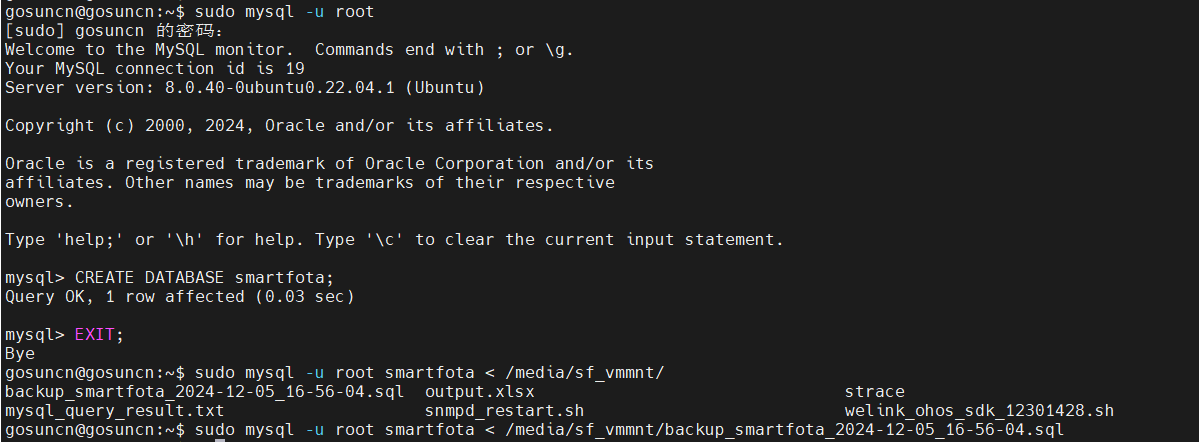 gosuncn@gosuncn:~$ sudo mysql -u root
[sudo] gosuncn 的密码：
Welcome to the MySQL monitor.  Commands end with ; or \g.
Your MySQL connection id is 19
Server version: 8.0.40-0ubuntu0.22.04.1 (Ubuntu)
Copyright (c) 2000, 2024, Oracle and/or its affiliates.
Oracle is a registered trademark of Oracle Corporation and/or its
affiliates. Other names may be trademarks of their respective
owners.
Type 'help;' or '\h' for help. Type '\c' to clear the current input statement.
mysql> CREATE DATABASE smartfota;
Query OK, 1 row affected (0.03 sec)
mysql> EXIT;
Bye
gosuncn@gosuncn:~$ sudo mysql -u root smartfota < /media/sf_vmmnt/
backup_smartfota_2024-12-05_16-56-04.sql  output.xlsx  strace
mysql_query_result.txt  snmpd_restart.sh  welink_ohos_sdk_12301428.sh
gosuncn@gosuncn:~$ sudo mysql -u root smartfota < /media/sf_vmmnt/backup_smartfota_2024-12-05_16-56-04.sql